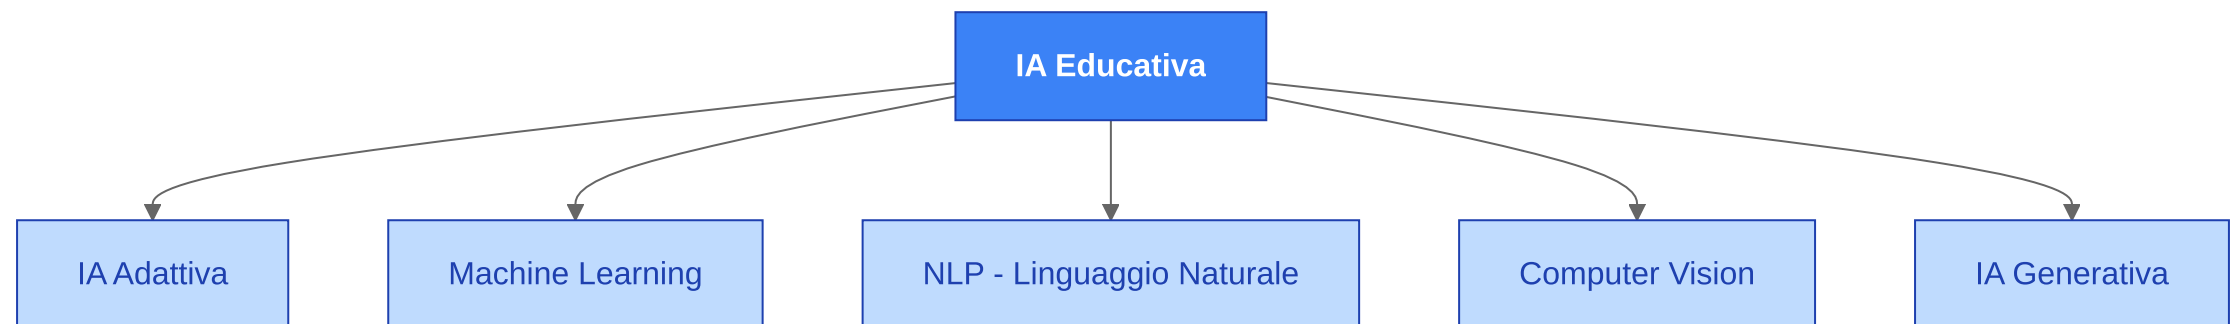 IA Educativa
IA Adattiva
Machine Learning
NLP - Linguaggio Naturale
Computer Vision
IA Generativa